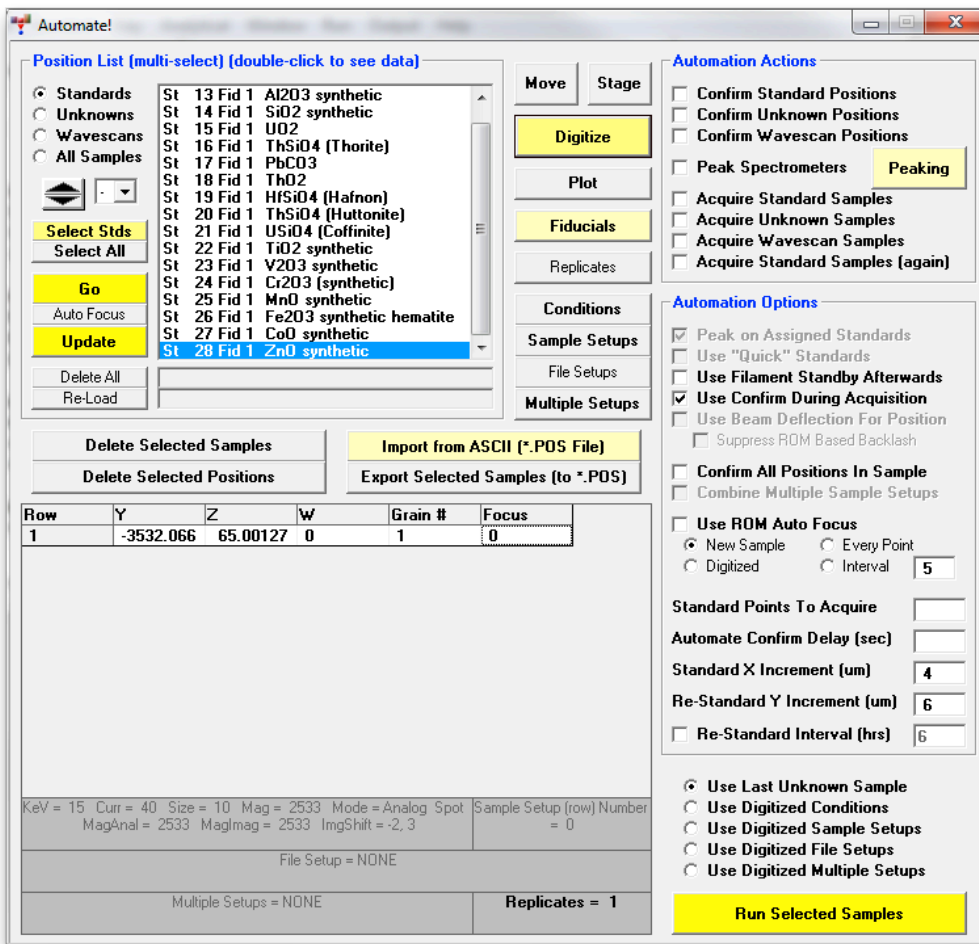 Automate!
Position List (multi-select) (double-click to see data)
Standards
Unknowns
Wavescans
All Samples
-
Select Stds
Select All
Go
Auto Focus
Update
Delete All
Re-Load
St 13 Fid 1 Al2O3 synthetic
St 14 Fid 1 SiO2 synthetic
St 15 Fid 1 UO2
St 16 Fid 1 ThSiO4 (Thorite)
St 17 Fid 1 PbCO3
St 18 Fid 1 ThO2
St 19 Fid 1 HfSiO4 (Hafnon)
St 20 Fid 1 ThSiO4 (Huttonite)
St 21 Fid 1 USiO4 (Coffinite)
St 22 Fid 1 TiO2 synthetic
St 23 Fid 1 V2O3 synthetic
St 24 Fid 1 Cr2O3 (synthetic)
St 25 Fid 1 MnO synthetic
St 26 Fid 1 Fe2O3 synthetic hematite
St 27 Fid 1 CoO synthetic
St 28 Fid 1 ZnO synthetic
Move
Stage
Digitize
Plot
Fiducials
Replicates
Conditions
Sample Setups
File Setups
Multiple Setups
Delete Selected Samples
Import from ASCII (*.POS File)
Delete Selected Positions
Export Selected Samples (to *.POS)
Row Y Z W Grain # Focus
1 -3532.066 65.00127 0 1 0
KeV = 15 Curr = 40 Size = 10 Mag = 2533 Mode = Analog Spot
MagAnal = 2533 MagImag = 2533 ImgShift = -2, 3
Sample Setup (row) Number
= 0
File Setup = NONE
Multiple Setups = NONE
Replicates = 1
Automation Actions
Confirm Standard Positions
Confirm Unknown Positions
Confirm Wavescan Positions
Peak Spectrometers
Peaking
Acquire Standard Samples
Acquire Unknown Samples
Acquire Wavescan Samples
Acquire Standard Samples (again)
Automation Options
Peak on Assigned Standards
Use "Quick" Standards
Use Filament Standby Afterwards
Use Confirm During Acquisition
Use Beam Deflection For Position
Suppress ROM Based Backlash
Confirm All Positions In Sample
Combine Multiple Sample Setups
Use ROM Auto Focus
New Sample Every Point
Digitized Interval 5
Standard Points To Acquire
Automate Confirm Delay (sec)
Standard X Increment (um) 4
Re-Standard Y Increment (um) 6
Re-Standard Interval (hrs) 6
Use Last Unknown Sample
Use Digitized Conditions
Use Digitized Sample Setups
Use Digitized File Setups
Use Digitized Multiple Setups
Run Selected Samples